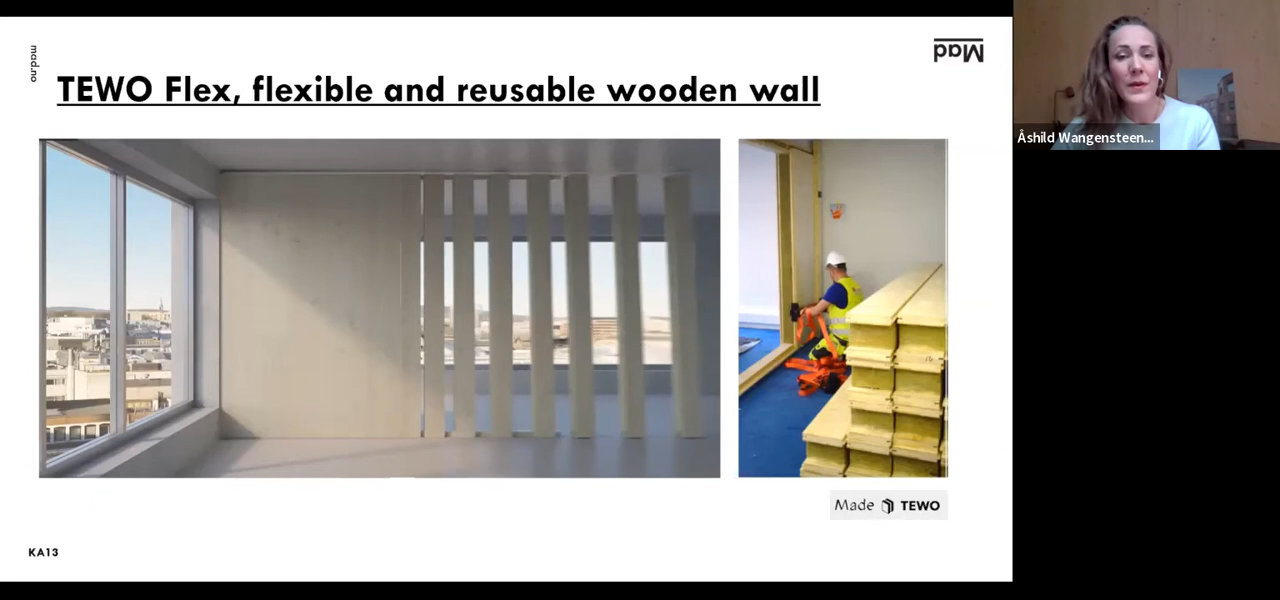 mad.no
Mad
TEWO Flex, flexible and reusable wooden wall
Åshild Wangensteen...
Made TEWO
KA13